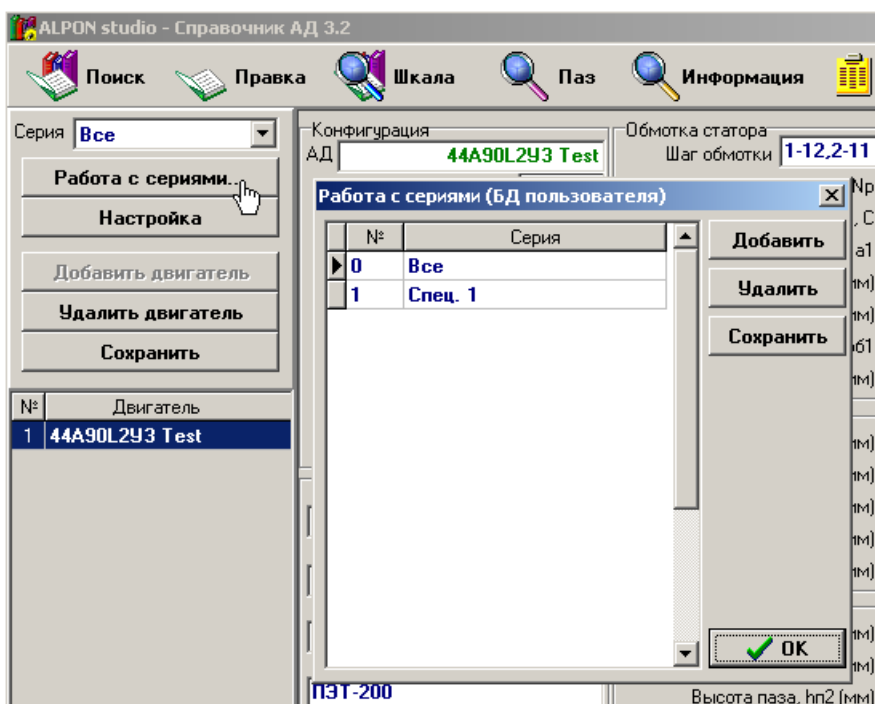 ALPON studio - Справочник АД 3.2
Поиск Правка Шкала Паз Информация
Серия Все
Работа с сериями...
Настройка
Добавить двигатель
Удалить двигатель
Сохранить
№ Двигатель
1 44А90L2У3 Test
Конфигурация
АД 44А90L2У3 Test
Обмотка статора
Шаг обмотки 1-12,2-11
Работа с сериями (БД пользователя)
№ Серия
0 Все
1 Спец. 1
Добавить
Удалить
Сохранить
OK
ПЭТ-200
Высота паза, hп2 (мм)